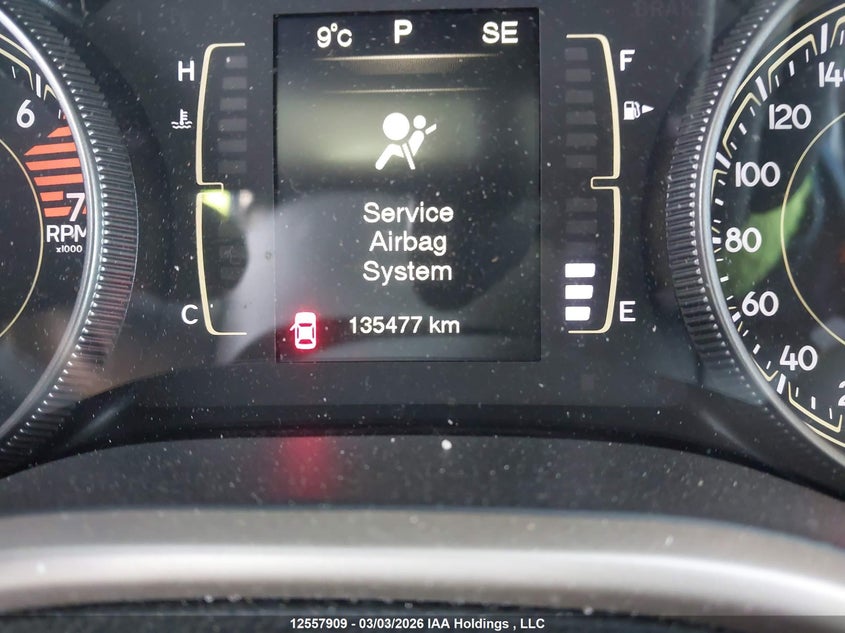 9°c P SE
H
F
6
7
RPM
x1000
Service
Airbag
System
C
E
135477 km
140
120
100
80
60
40
12557909 - 03/03/2026 IAA Holdings , LLC